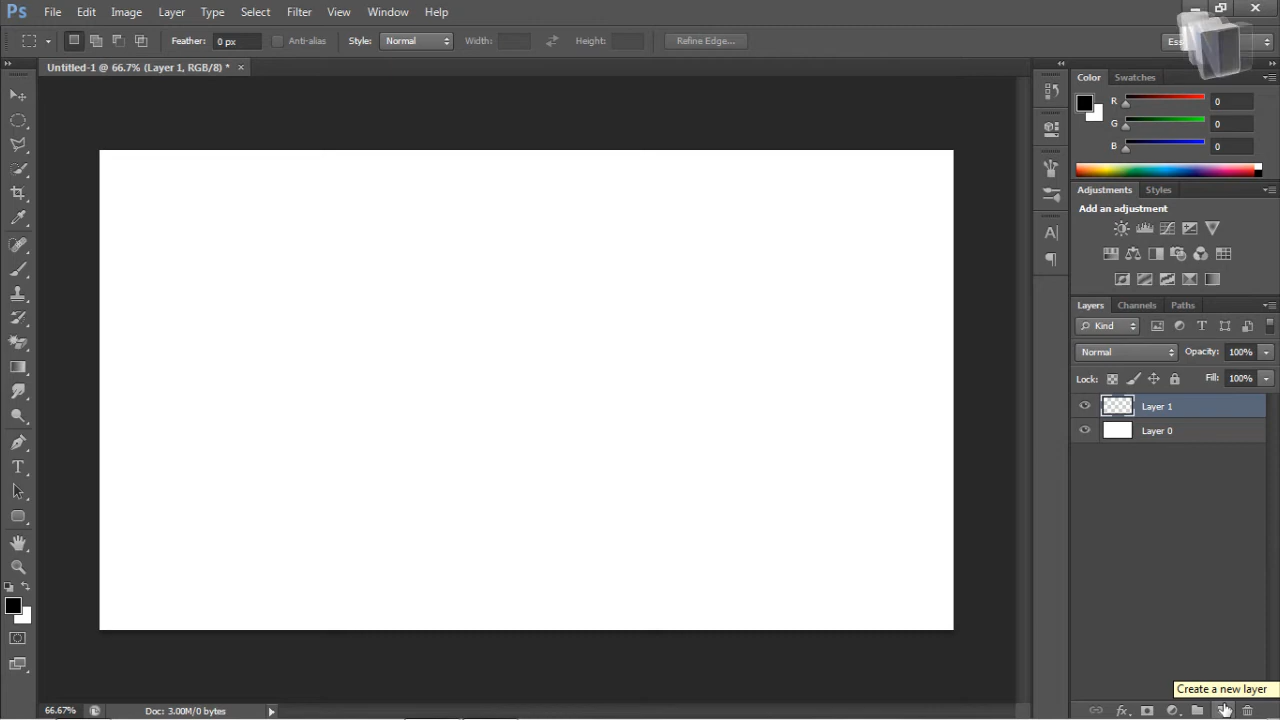 Ps File Edit Image Layer Type Select Filter View Window Help
Feather: 0 px Anti-alias Style: Normal Width: Height: Refine Edge...
Untitled-1 @ 66.7% (Layer 1, RGB/8) * ×
Color Swatches
R 0
G 0
B 0
Adjustments Styles
Add an adjustment
Layers Channels Paths
Kind
Normal Opacity: 100%
Lock: Fill: 100%
Layer 1
Layer 0
Create a new layer
66.67% Doc: 3.00M/0 bytes